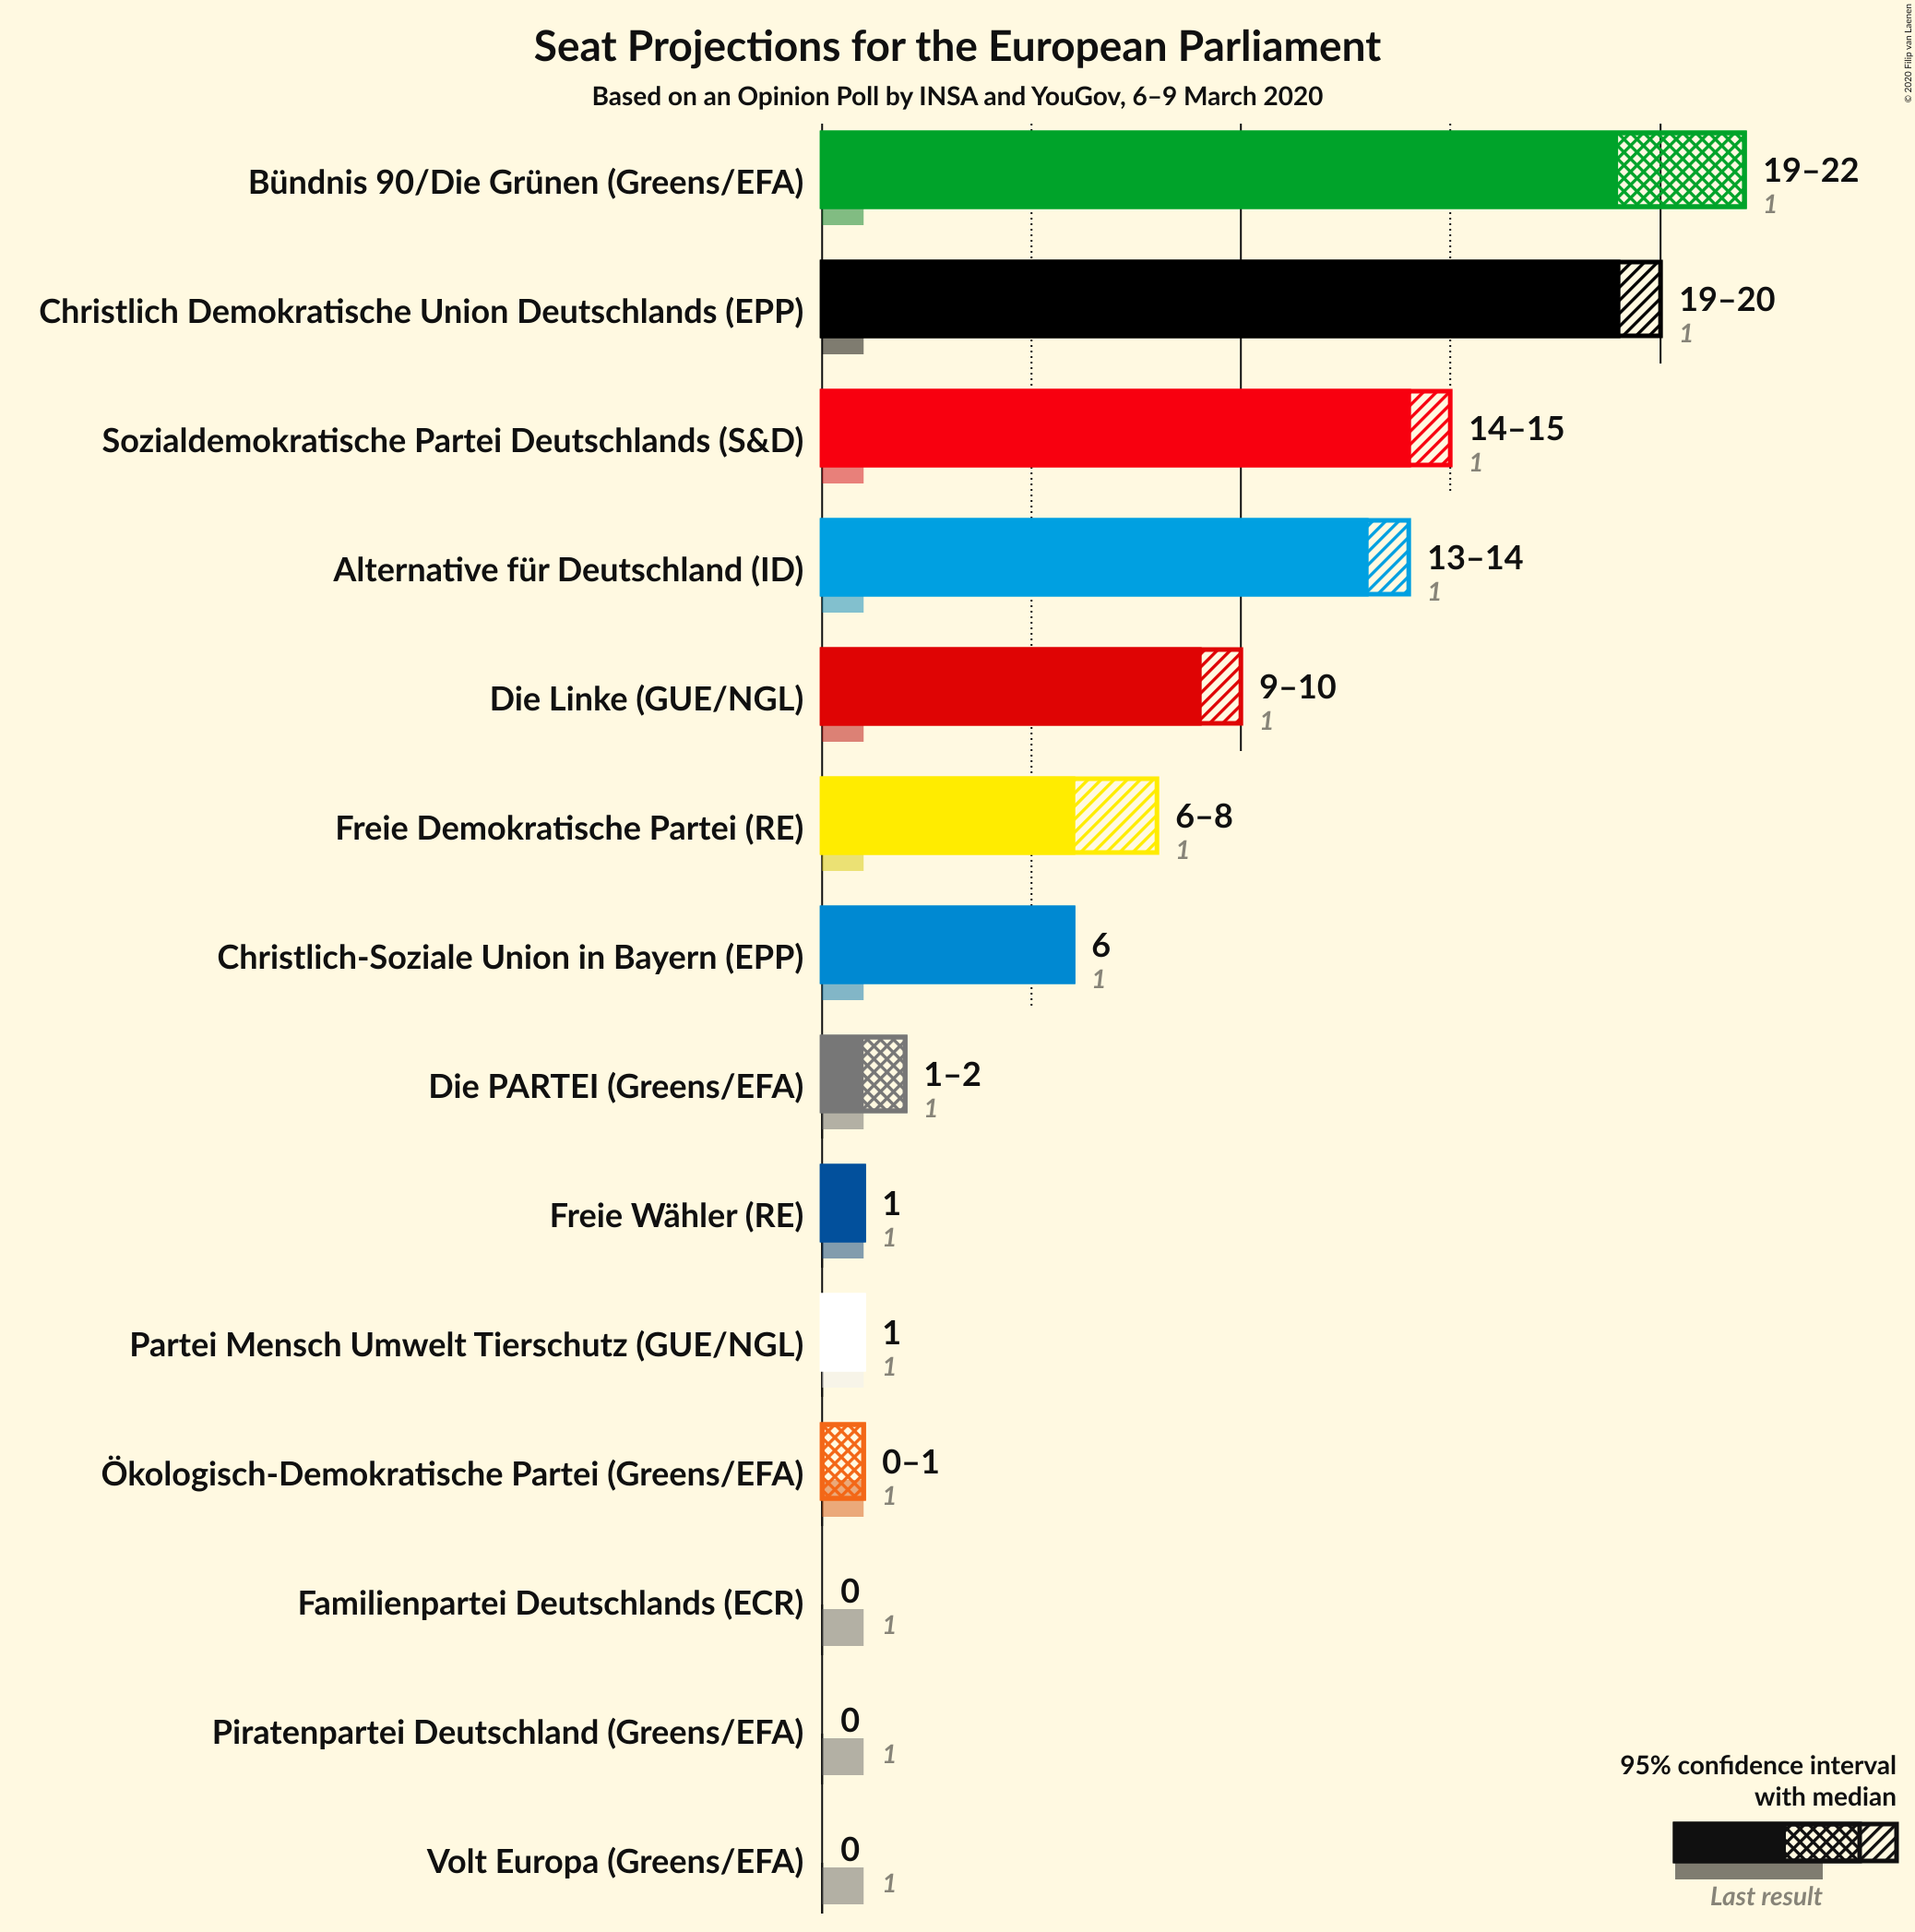 Seat Projections for the European Parliament
Based on an Opinion Poll by INSA and YouGov, 6–9 March 2020
© 2020 Filip van Laenen
Bündnis 90/Die Grünen (Greens/EFA)
19–22
1
Christlich Demokratische Union Deutschlands (EPP)
19–20
1
Sozialdemokratische Partei Deutschlands (S&D)
14–15
1
Alternative für Deutschland (ID)
13–14
1
Die Linke (GUE/NGL)
9–10
1
Freie Demokratische Partei (RE)
6–8
1
Christlich-Soziale Union in Bayern (EPP)
6
1
Die PARTEI (Greens/EFA)
1–2
1
Freie Wähler (RE)
1
1
Partei Mensch Umwelt Tierschutz (GUE/NGL)
1
1
Ökologisch-Demokratische Partei (Greens/EFA)
0–1
1
Familienpartei Deutschlands (ECR)
0
1
Piratenpartei Deutschland (Greens/EFA)
0
1
Volt Europa (Greens/EFA)
0
1
95% confidence interval
with median
Last result